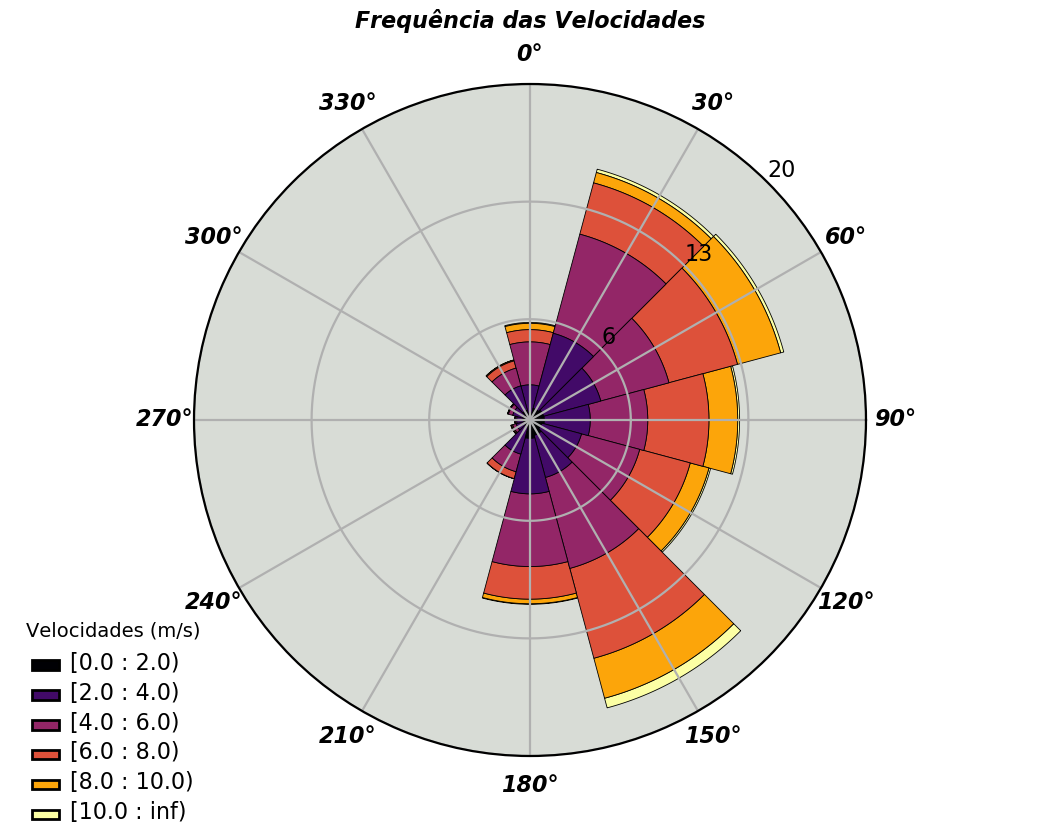 Frequência das Velocidades
0°
330°
30°
20
300°
60°
13
6
270°
90°
240°
120°
210°
150°
180°
Velocidades (m/s)
[0.0 : 2.0)
[2.0 : 4.0)
[4.0 : 6.0)
[6.0 : 8.0)
[8.0 : 10.0)
[10.0 : inf)